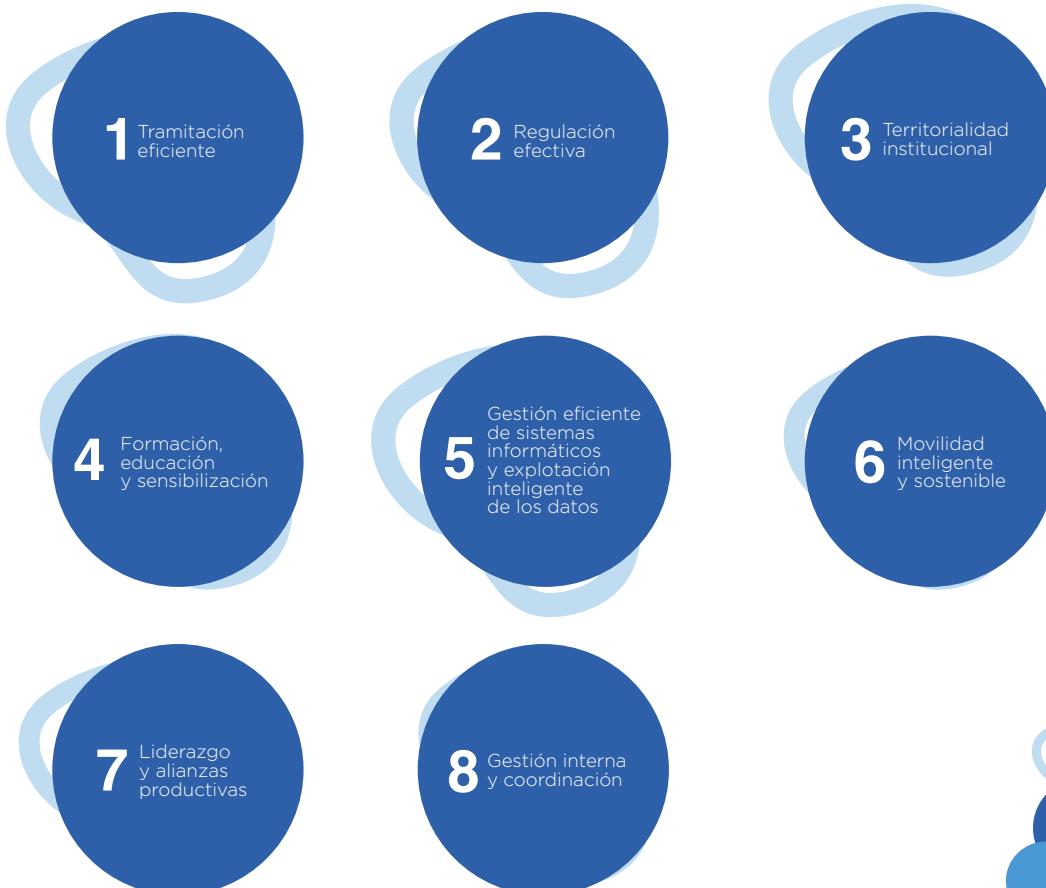 1 Tramitación
eficiente
2 Regulación
efectiva
3 Territorialidad
institucional
4 Formación,
educación
y sensibilización
5 Gestión eficiente
de sistemas
informáticos
y explotación
inteligente
de los datos
6 Movilidad
inteligente
y sostenible
7 Liderazgo
y alianzas
productivas
8 Gestión interna
y coordinación